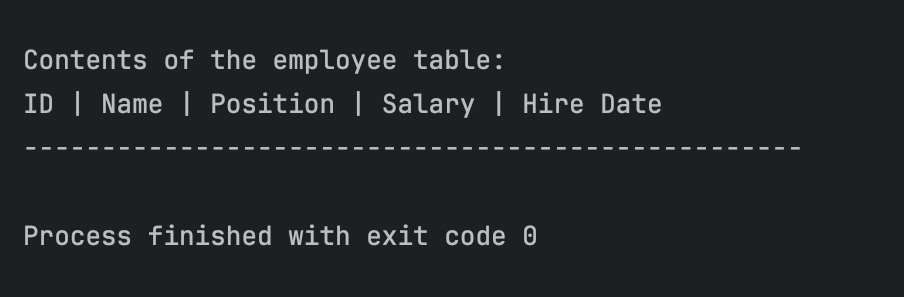 Contents of the employee table:
ID | Name | Position | Salary | Hire Date
--------------------------------------------------
Process finished with exit code 0